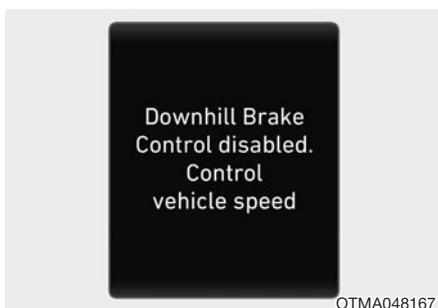 Downhill Brake
Control disabled.
Control
vehicle speed
OTMA048167